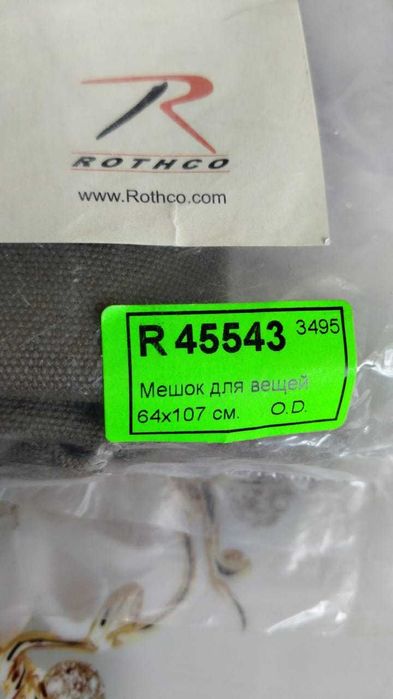 R
ROTHCO
www.Rothco.com
R 45543 3495
Мешок для вещей
64x107 см. O.D.